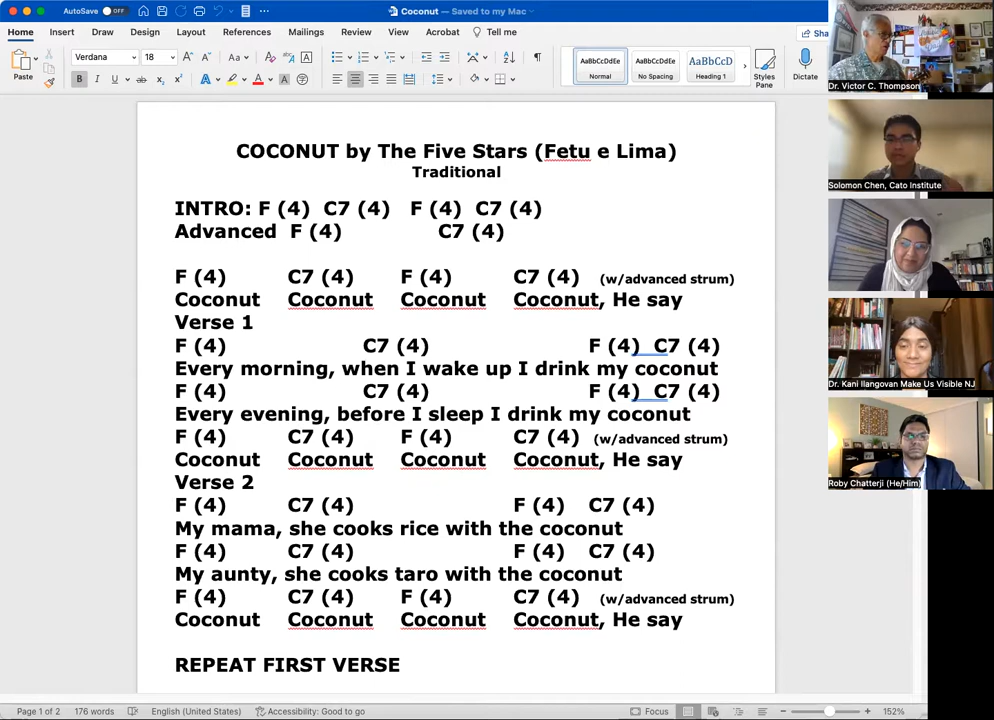 AutoSave OFF
Coconut — Saved to my Mac
Home Insert Draw Design Layout References Mailings Review View Acrobat Tell me
Sha
Paste
Verdana 18
Normal No Spacing Heading 1 Styles Pane Dictate
AaBbCcDdEe AaBbCcDdEe AaBbCcD
COCONUT by The Five Stars (Fetu e Lima)
Traditional
INTRO: F (4) C7 (4) F (4) C7 (4)
Advanced F (4) C7 (4)
F (4) C7 (4) F (4) C7 (4) (w/advanced strum)
Coconut Coconut Coconut Coconut, He say
Verse 1
F (4) C7 (4) F (4) C7 (4)
Every morning, when I wake up I drink my coconut
F (4) C7 (4) F (4) C7 (4)
Every evening, before I sleep I drink my coconut
F (4) C7 (4) F (4) C7 (4) (w/advanced strum)
Coconut Coconut Coconut Coconut, He say
Verse 2
F (4) C7 (4) F (4) C7 (4)
My mama, she cooks rice with the coconut
F (4) C7 (4) F (4) C7 (4)
My aunty, she cooks taro with the coconut
F (4) C7 (4) F (4) C7 (4) (w/advanced strum)
Coconut Coconut Coconut Coconut, He say
REPEAT FIRST VERSE
Page 1 of 2 176 words English (United States) Accessibility: Good to go Focus 152%
Dr. Victor C. Thompson
Solomon Chen, Cato Institute
Dr. Kani Ilangovan Make Us Visible NJ
Roby Chatterji (He/Him)